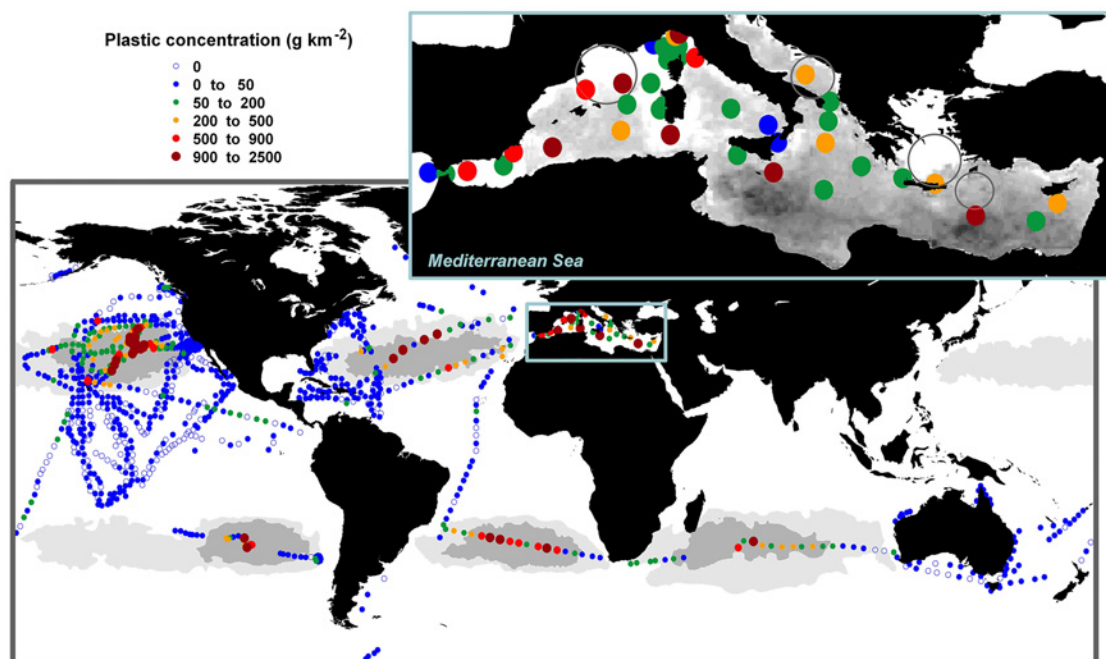 Plastic concentration (g km-2)
0
0 to 50
50 to 200
200 to 500
500 to 900
900 to 2500
Mediterranean Sea